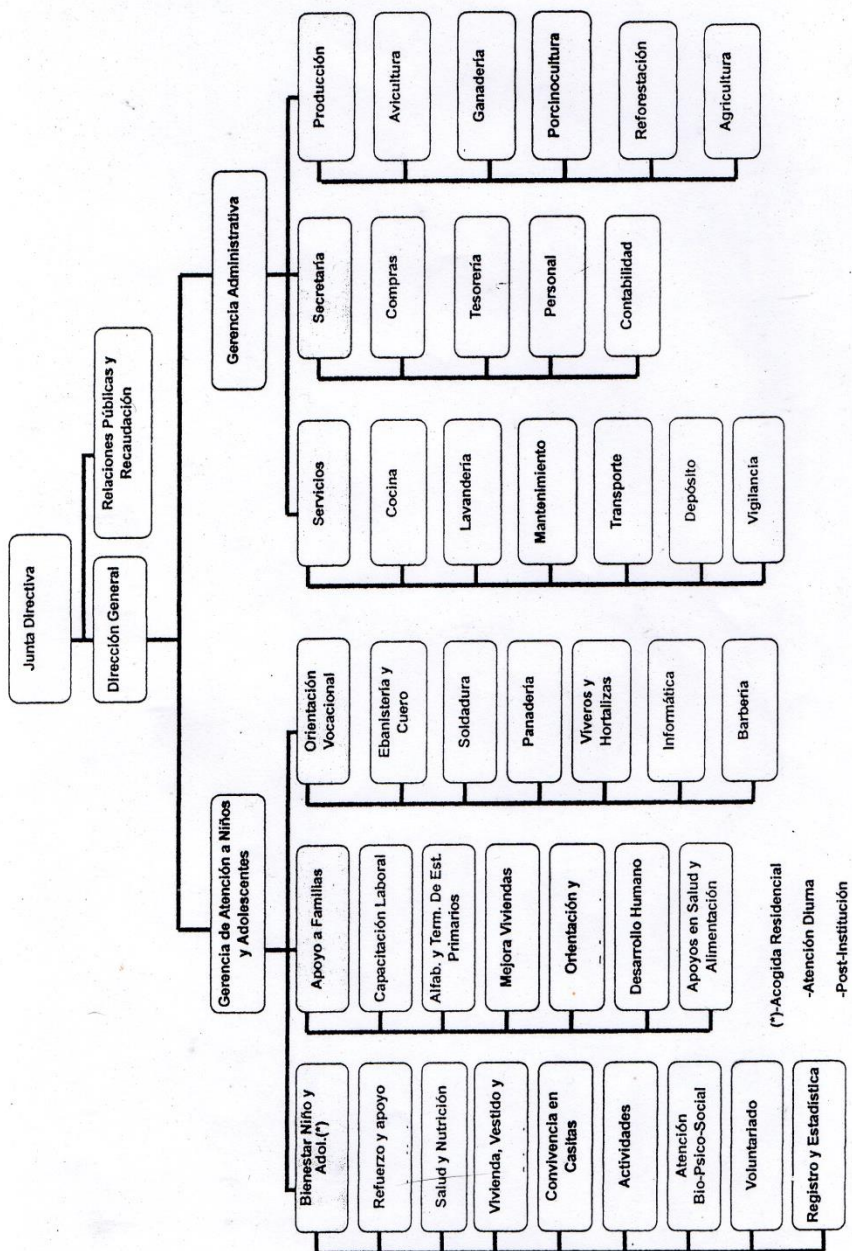 Junta Directiva
Dirección General
Relaciones Públicas y
Recaudación
Gerencia de Atención a Niños
y Adolescentes
Gerencia Administrativa
Bienestar Niño y
Adol.(*)
Refuerzo y apoyo
Salud y Nutrición
Vivienda, Vestido y
Convivencia en
Casitas
Actividades
Atención
Bio-Psico-Social
Voluntariado
Registro y Estadística
Apoyo a Familias
Capacitación Laboral
Alfab. y Term. De Est.
Primarios
Mejora Viviendas
Orientación y
Desarrollo Humano
Apoyos en Salud y
Alimentación
(*)-Acogida Residencial
-Atención Diurna
-Post-Institución
Orientación
Vocacional
Ebanistería y
Cuero
Soldadura
Panadería
Viveros y
Hortalizas
Informática
Barbería
Servicios
Cocina
Lavandería
Mantenimiento
Transporte
Depósito
Vigilancia
Secretaría
Compras
Tesorería
Personal
Contabilidad
Producción
Avicultura
Ganadería
Porcinocultura
Reforestación
Agricultura